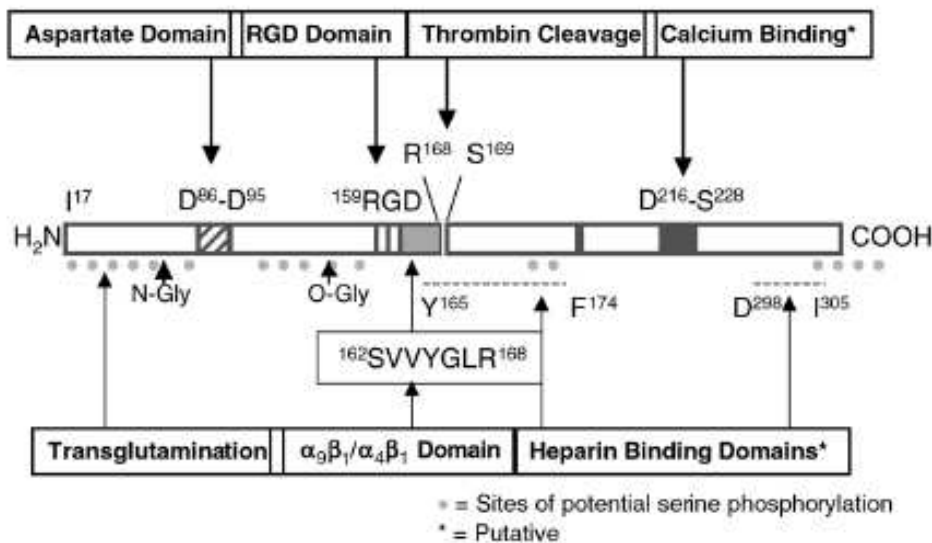 Aspartate Domain RGD Domain Thrombin Cleavage Calcium Binding*
R¹⁶⁸ S¹⁶⁹
I¹⁷ D⁸⁶-D⁹⁵ ¹⁵⁹RGD D²¹⁶-S²²⁸
H₂N COOH
N-Gly O-Gly Y¹⁶⁵ F¹⁷⁴ D²⁹⁸ I³⁰⁵
¹⁶²SVVYGLR¹⁶⁸
Transglutamination α₉β₁/α₄β₁ Domain Heparin Binding Domains*
• = Sites of potential serine phosphorylation
* = Putative